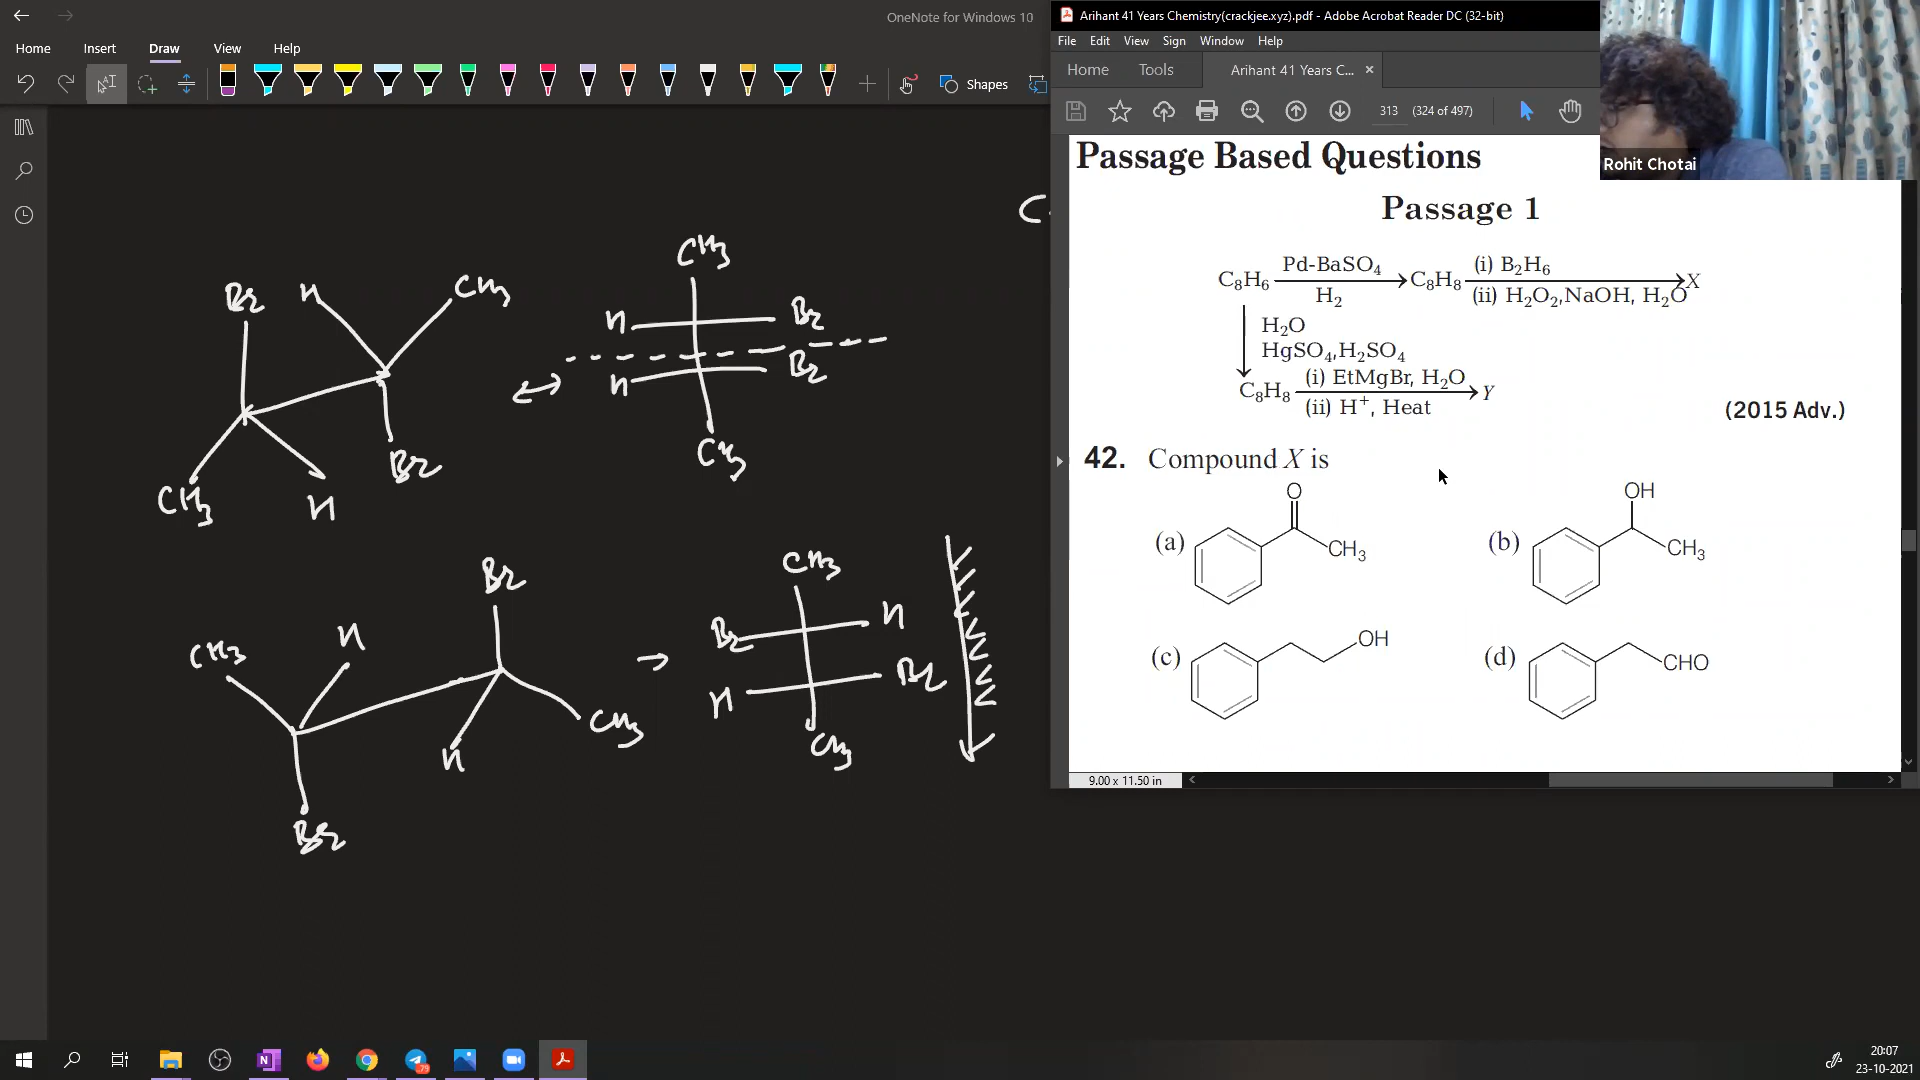 OneNote for Windows 10
Home Insert Draw View Help
Shapes
Br H CH3
CH3 H Br
CH3
H Br
H Br
CH3
CH3 H Br
Br H CH3
CH3
Br H
H Br
CH3
C
Arihant 41 Years Chemistry(crackjee.xyz).pdf - Adobe Acrobat Reader DC (32-bit)
File Edit View Sign Window Help
Home Tools Arihant 41 Years C... ×
313 (324 of 497)
Rohit Chotai
Passage Based Questions
Passage 1
C8H6 Pd-BaSO4 H2 C8H8 (i) B2H6 (ii) H2O2,NaOH, H2O X
H2O
HgSO4,H2SO4
C8H8 (i) EtMgBr, H2O (ii) H+, Heat Y
(2015 Adv.)
42. Compound X is
(a) O CH3 (b) OH CH3
(c) OH (d) CHO
9.00 x 11.50 in
79
20:07
23-10-2021